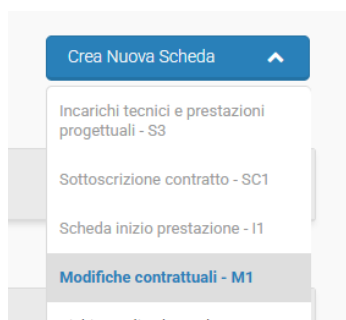 Crea Nuova Scheda
Incarichi tecnici e prestazioni
progettuali - S3
Sottoscrizione contratto - SC1
Scheda inizio prestazione - I1
Modifiche contrattuali - M1